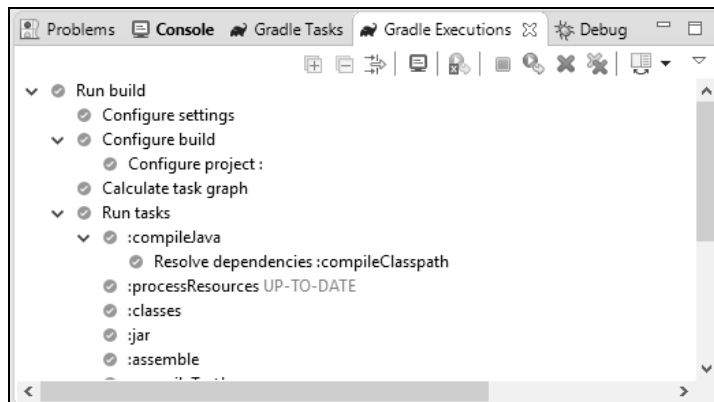 Problems Console Gradle Tasks Gradle Executions Debug
Run build
Configure settings
Configure build
Configure project :
Calculate task graph
Run tasks
:compileJava
Resolve dependencies :compileClasspath
:processResources UP-TO-DATE
:classes
:jar
:assemble